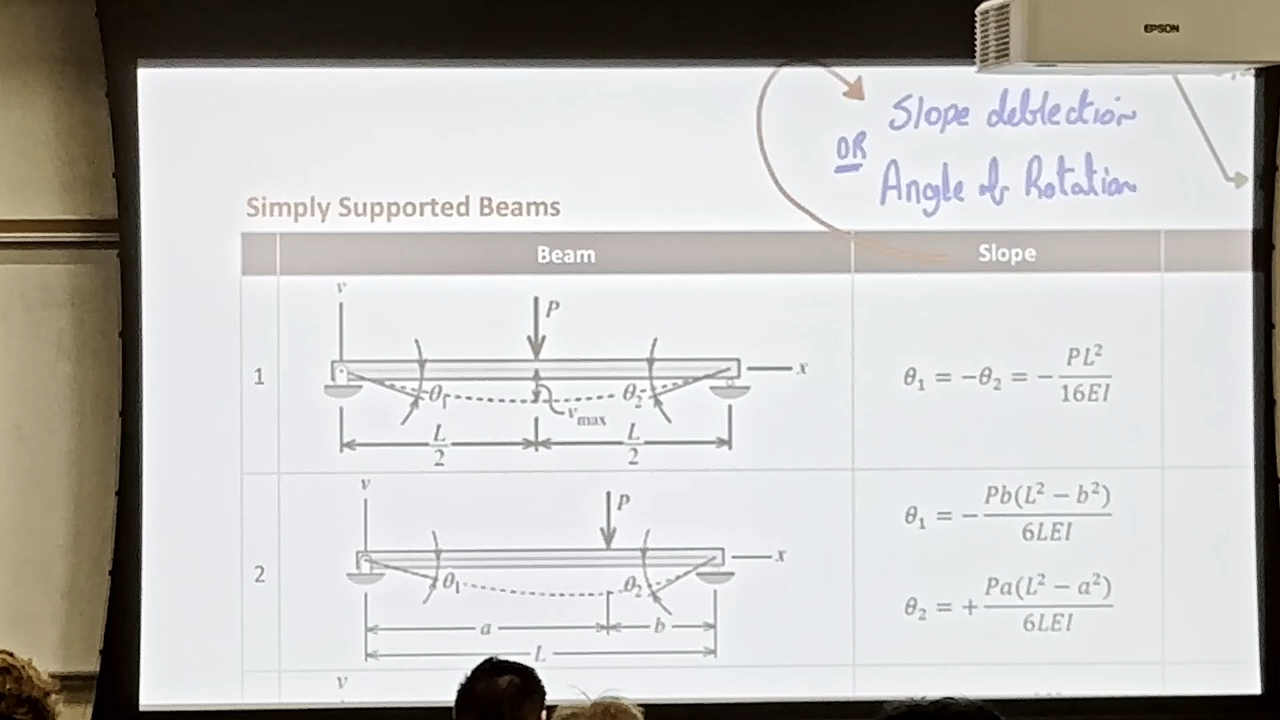 EPSON
Slope deflection
OR
Angle of Rotation
Simply Supported Beams
Beam Slope
1
v
P
x
θ₁ θ₂
v_max
L/2 L/2
θ₁ = −θ₂ = − PL²/16EI
2
v
P
x
θ₁ θ₂
a b
L
θ₁ = − Pb(L² − b²)/6LEI
θ₂ = + Pa(L² − a²)/6LEI
v